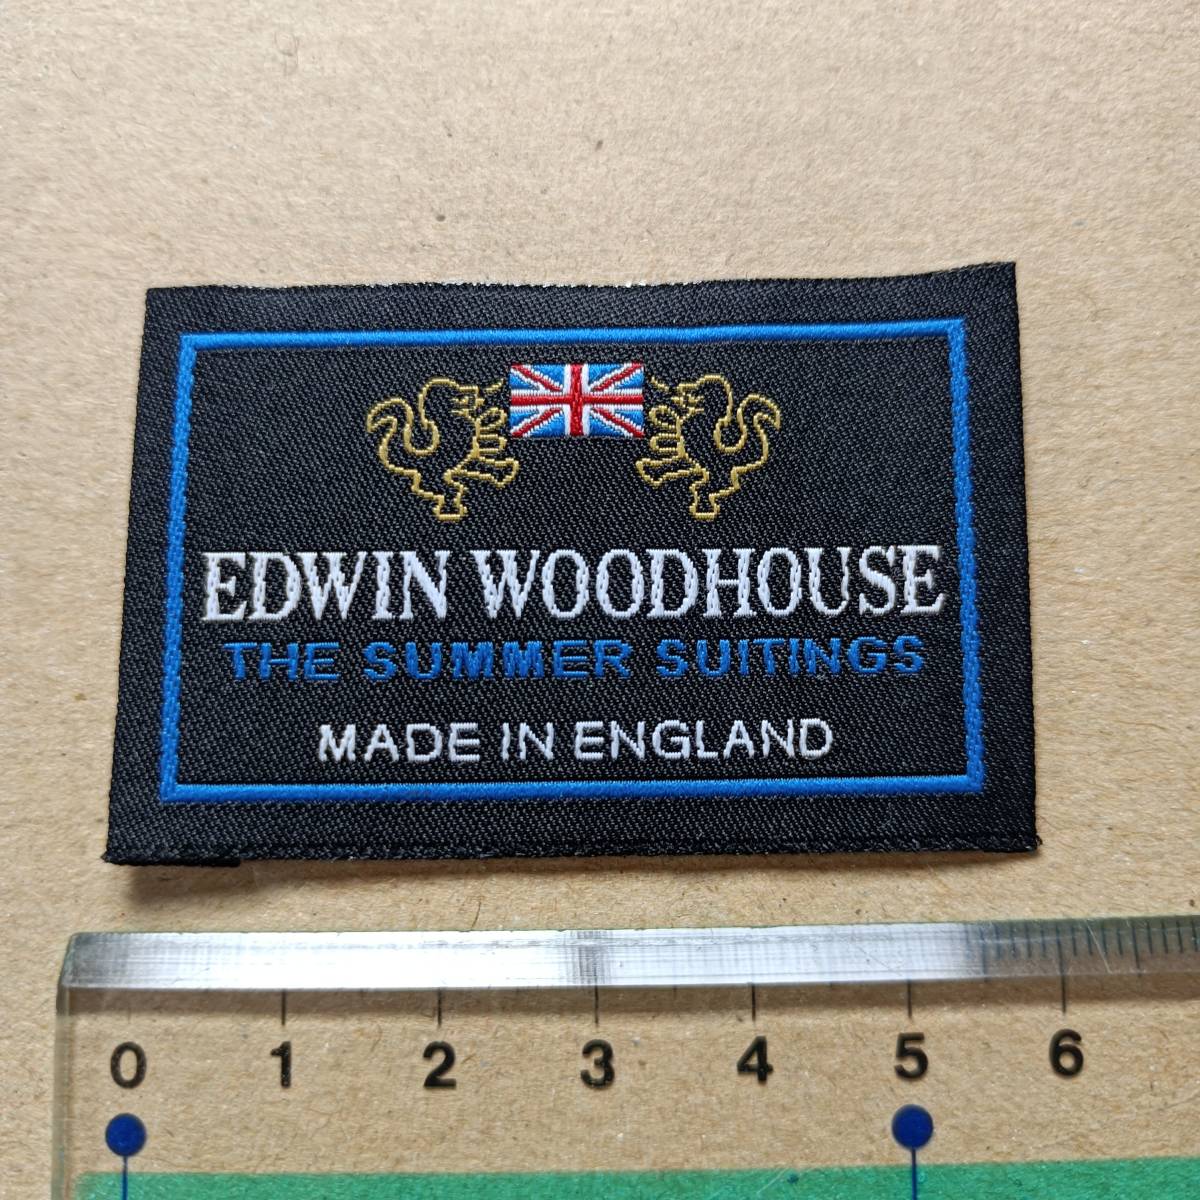 EDWIN WOODHOUSE
THE SUMMER SUITINGS
MADE IN ENGLAND
0 1 2 3 4 5 6